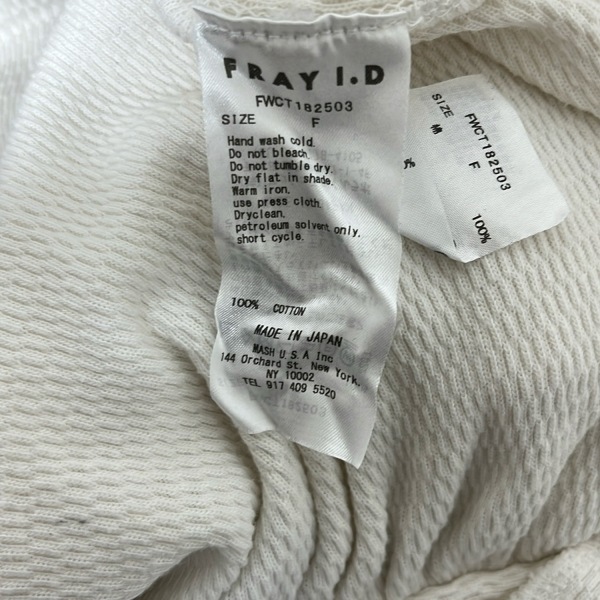 FRAY I.D
FWCT182503
SIZE F
Hand wash cold.
Do not bleach.
Do not tumble dry.
Dry flat in shade.
Warm iron.
use press cloth.
Dryclean.
petroleum solvent only.
short cycle.
100% COTTON
MADE IN JAPAN
MASH U.S.A Inc
144 Orchard St. New York.
NY 10002
TEL 917 409 5520
FWCT182503
SIZE F
綿 100%